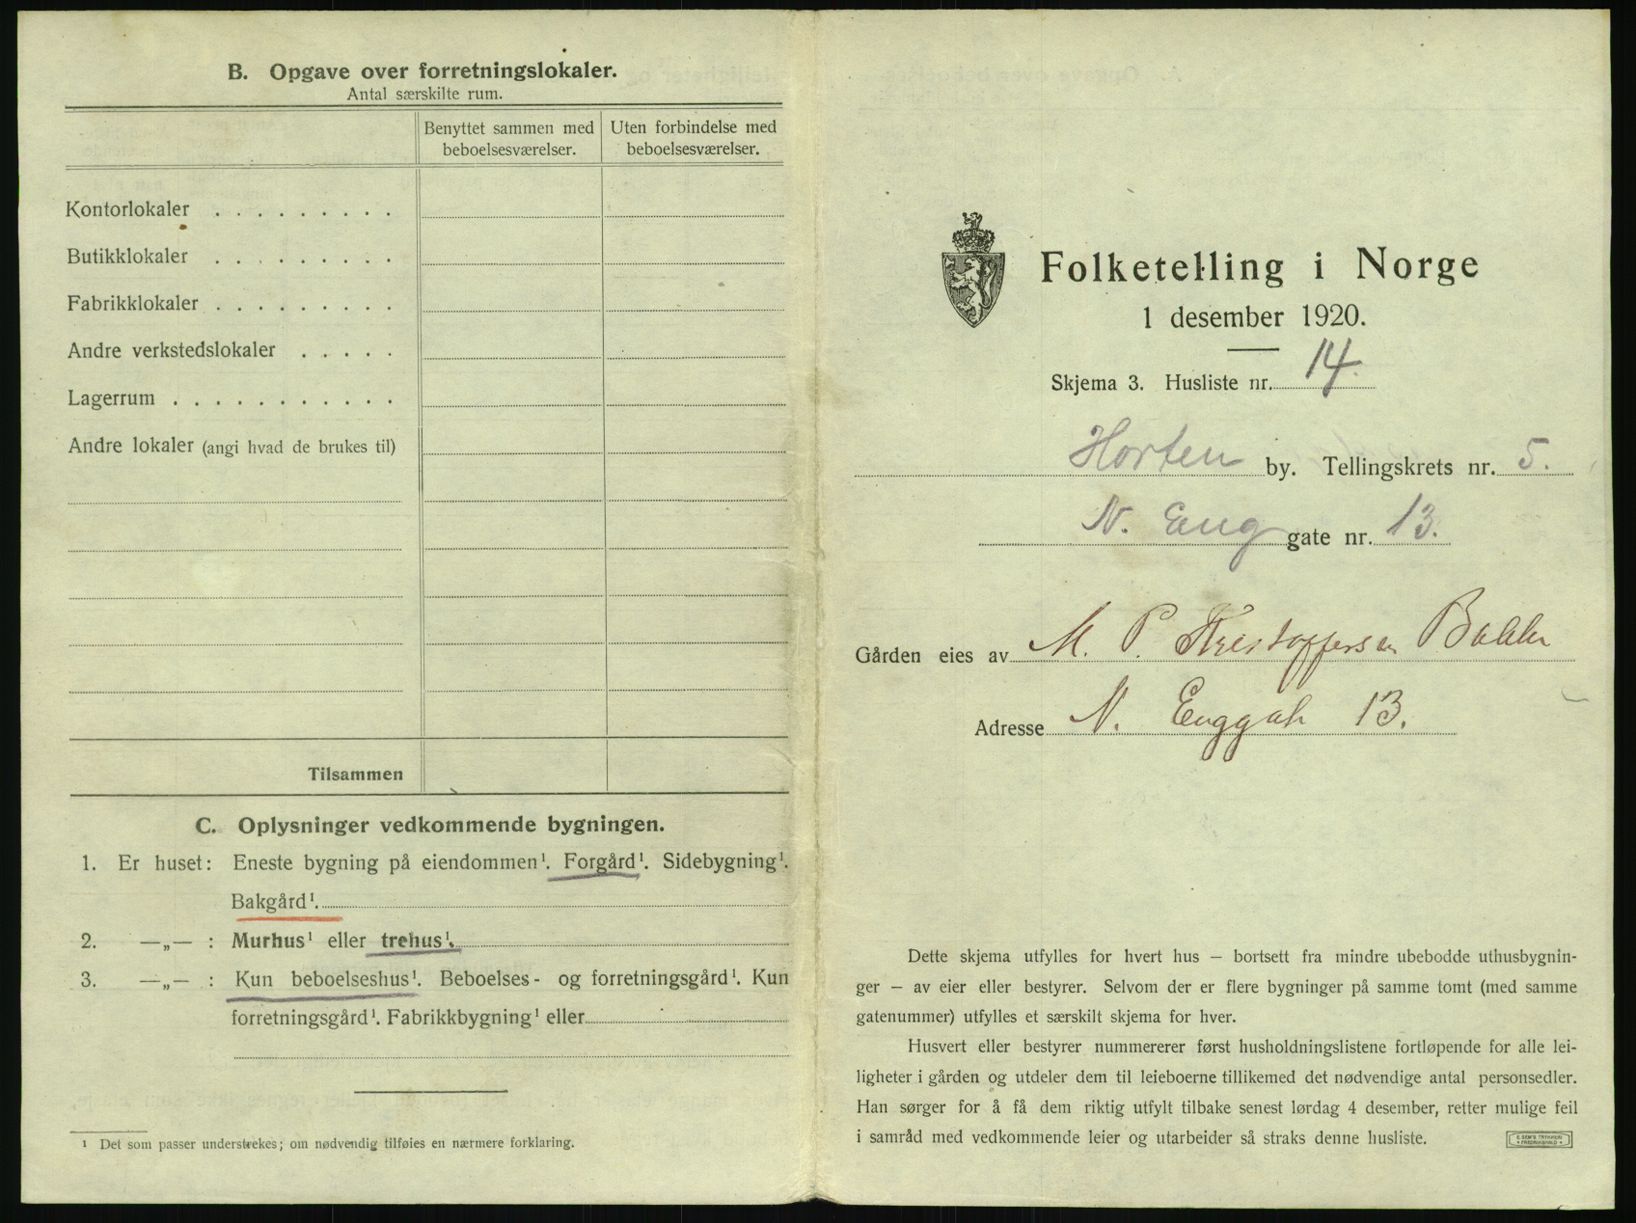 B. Opgave over forretningslokaler.
Antal særskilte rum.
Benyttet sammen med beboelsesværelser.
Uten forbindelse med beboelsesværelser.
Kontorlokaler . . . . . . . . .
Butikklokaler . . . . . . . . .
Fabrikklokaler . . . . . . . . .
Andre verkstedslokaler . . . . .
Lagerrum . . . . . . . . . . .
Andre lokaler (angi hvad de brukes til)
Tilsammen
C. Oplysninger vedkommende bygningen.
1. Er huset: Eneste bygning på eiendommen¹. Forgård¹. Sidebygning¹.
Bakgård¹.
2. —„— : Murhus¹ eller trehus¹.
3. —„— : Kun beboelseshus¹. Beboelses- og forretningsgård¹. Kun
forretningsgård¹. Fabrikkbygning¹ eller
¹ Det som passer understrekes; om nødvendig tilføies en nærmere forklaring.
Folketelling i Norge
1 desember 1920.
Skjema 3. Husliste nr. 14.
Horten by. Tellingskrets nr. 5.
N. Eng gate nr. 13.
Gården eies av M. P. Kristoffersen
Adresse N. Enggah 13.
Dette skjema utfylles for hvert hus – bortsett fra mindre ubebodde uthusbygnin-
ger – av eier eller bestyrer. Selvom der er flere bygninger på samme tomt (med samme
gatenummer) utfylles et særskilt skjema for hver.
Husvert eller bestyrer nummererer først husholdningslistene fortløpende for alle lei-
ligheter i gården og utdeler dem til leieboerne tillikemed det nødvendige antal personsedler.
Han sørger for å få dem riktig utfylt tilbake senest lørdag 4 desember, retter mulige feil
i samråd med vedkommende leier og utarbeider så straks denne husliste.